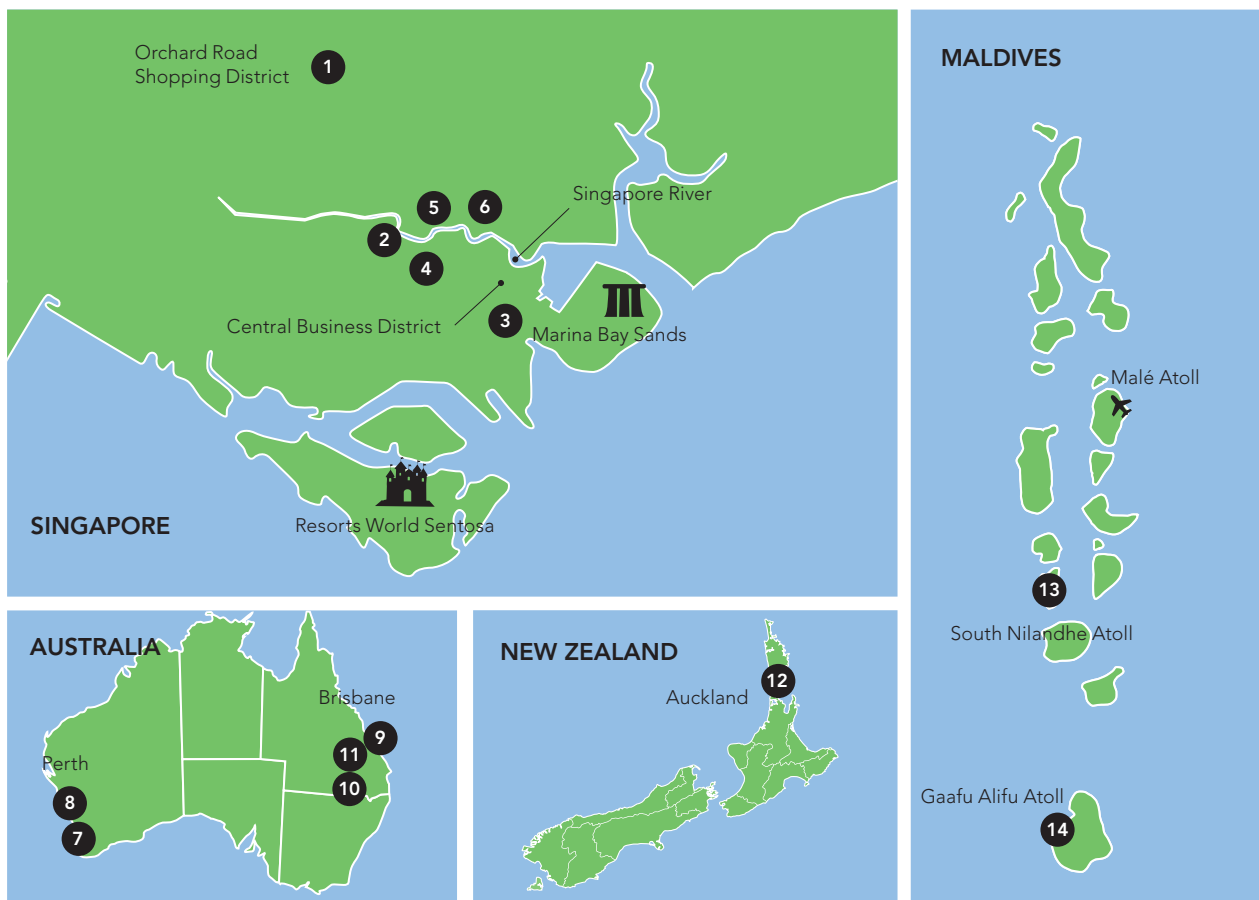 Orchard Road
Shopping District
1
5
6
Singapore River
2
4
Central Business District
3
Marina Bay Sands
Resorts World Sentosa
SINGAPORE
MALDIVES
Malé Atoll
13
South Nilandhe Atoll
Gaafu Alifu Atoll
14
AUSTRALIA
Brisbane
9
11
Perth
10
8
7
NEW ZEALAND
12
Auckland